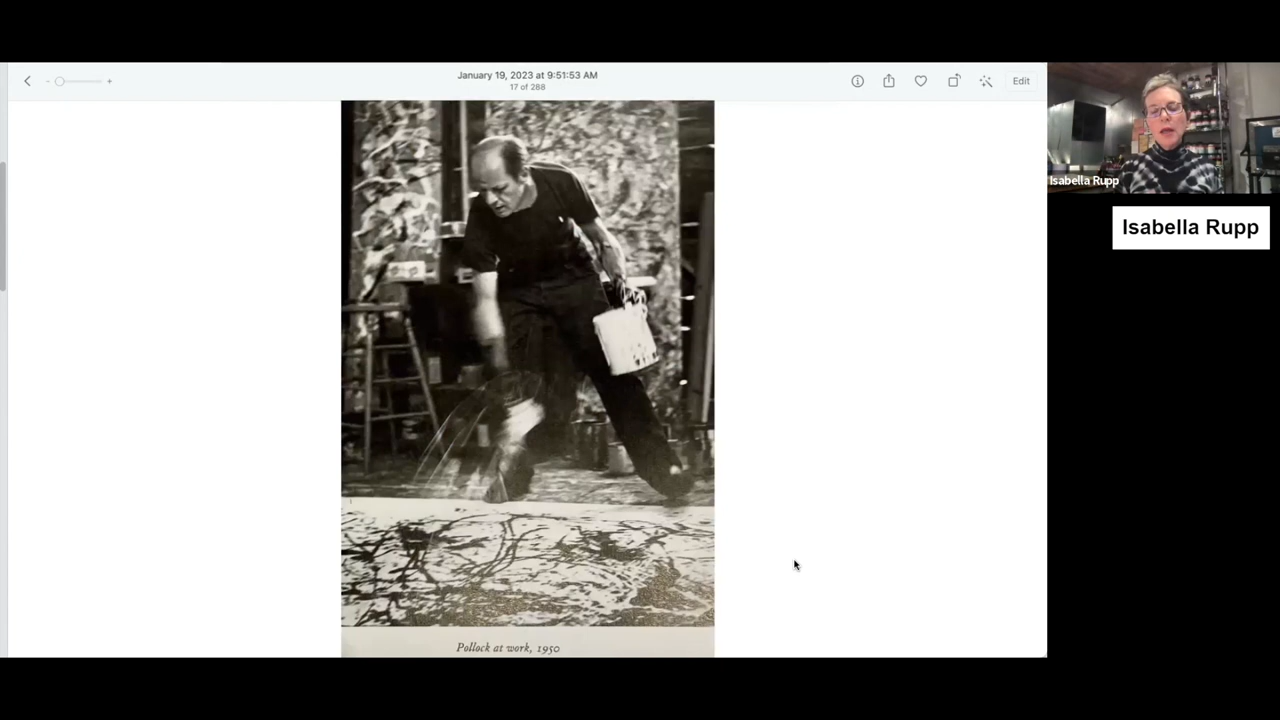 January 19, 2023 at 9:51:53 AM
17 of 288
Edit
Isabella Rupp
Isabella Rupp
Pollock at work, 1950